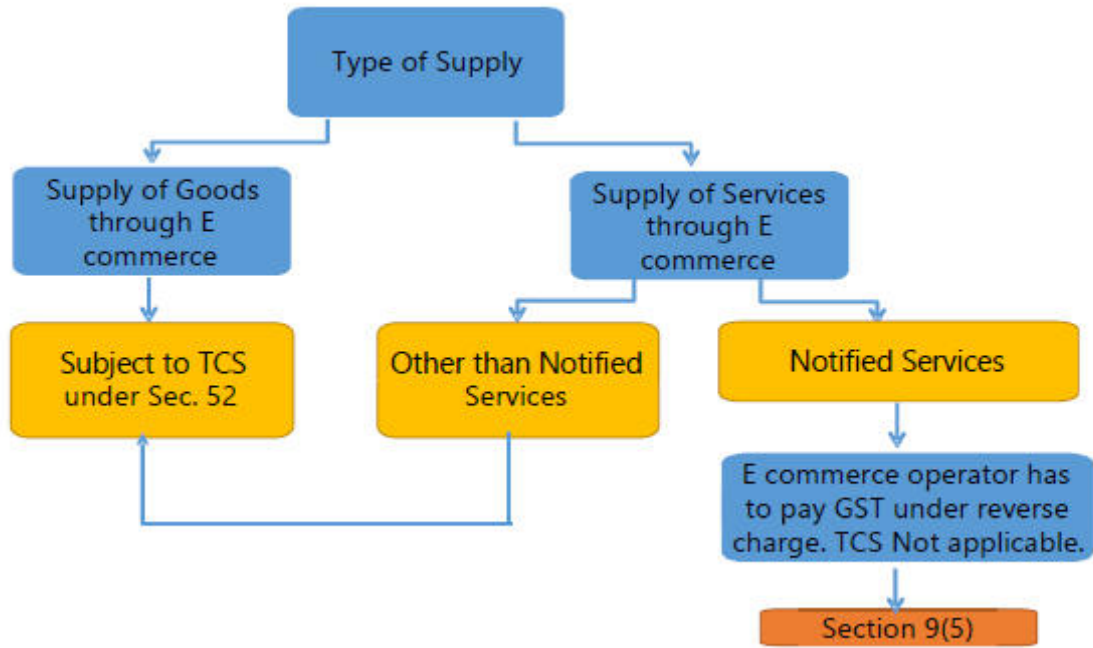 Type of Supply
Supply of Goods
through E
commerce
Supply of Services
through E
commerce
Subject to TCS
under Sec. 52
Other than Notified
Services
Notified Services
E commerce operator has
to pay GST under reverse
charge. TCS Not applicable.
Section 9(5)